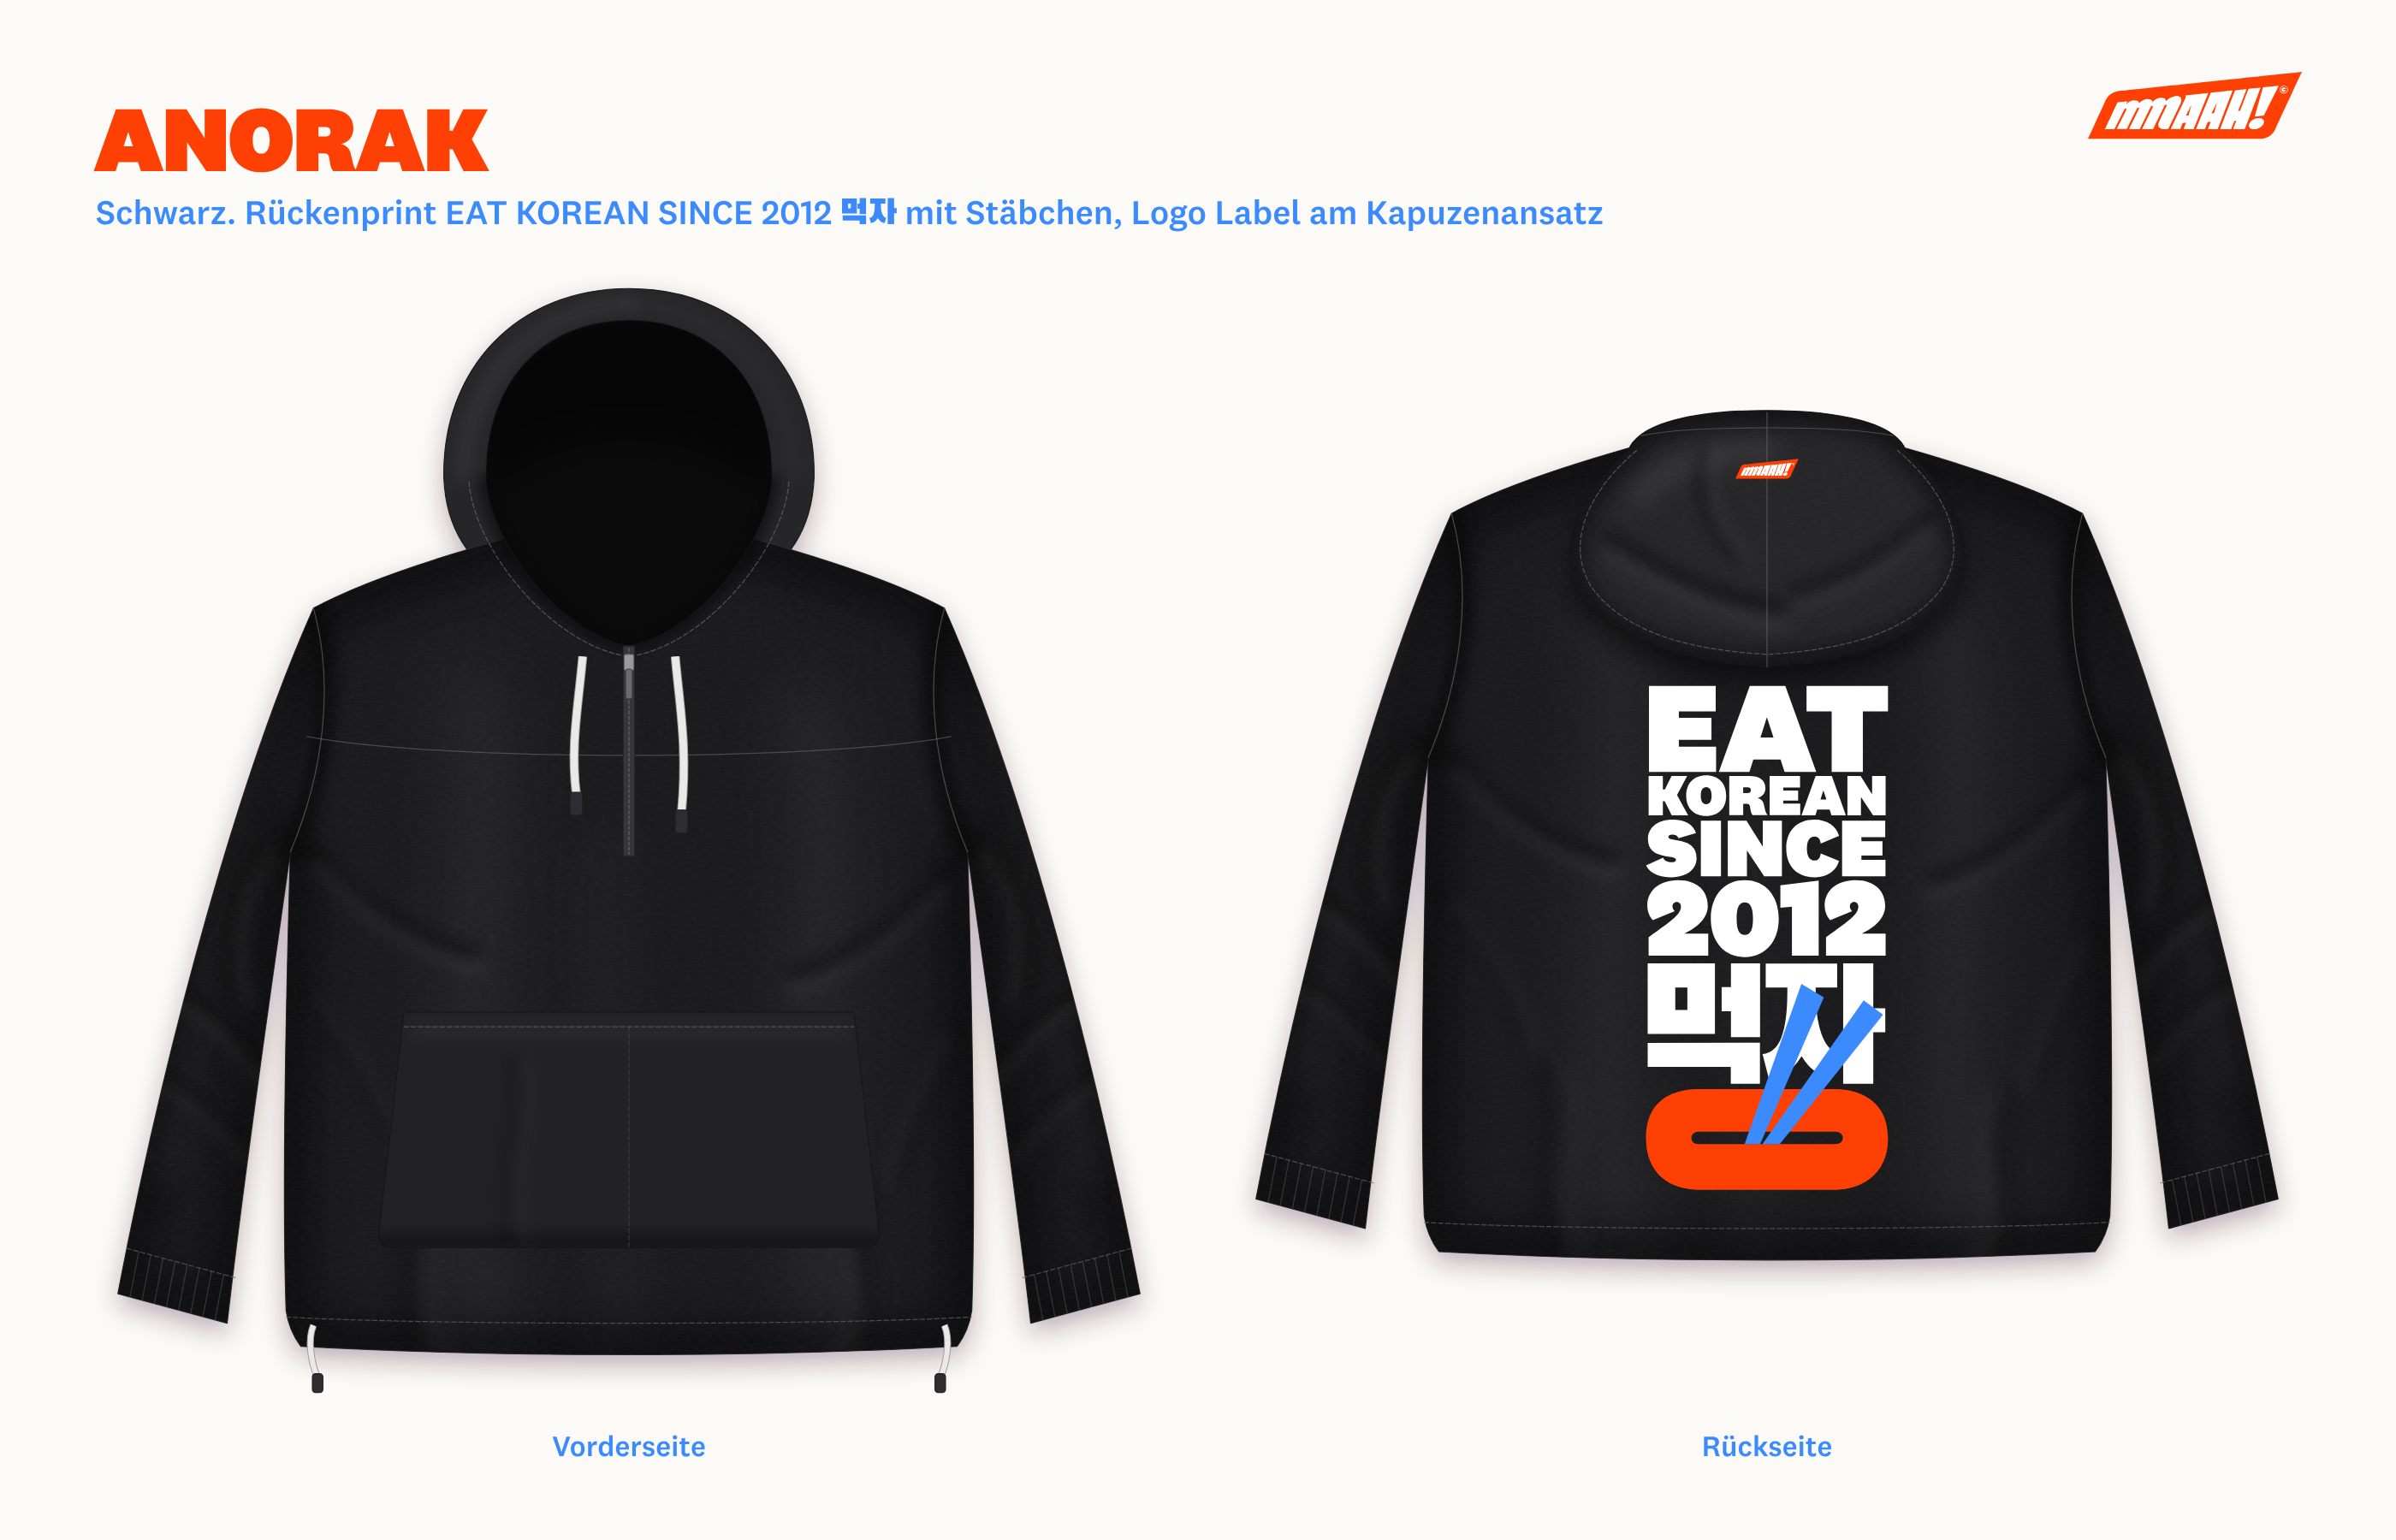 ANORAK
mmAAH!©
Schwarz. Rückenprint EAT KOREAN SINCE 2012 먹자 mit Stäbchen, Logo Label am Kapuzenansatz
mmAAH!
EAT
KOREAN
SINCE
2012
먹자
Vorderseite
Rückseite